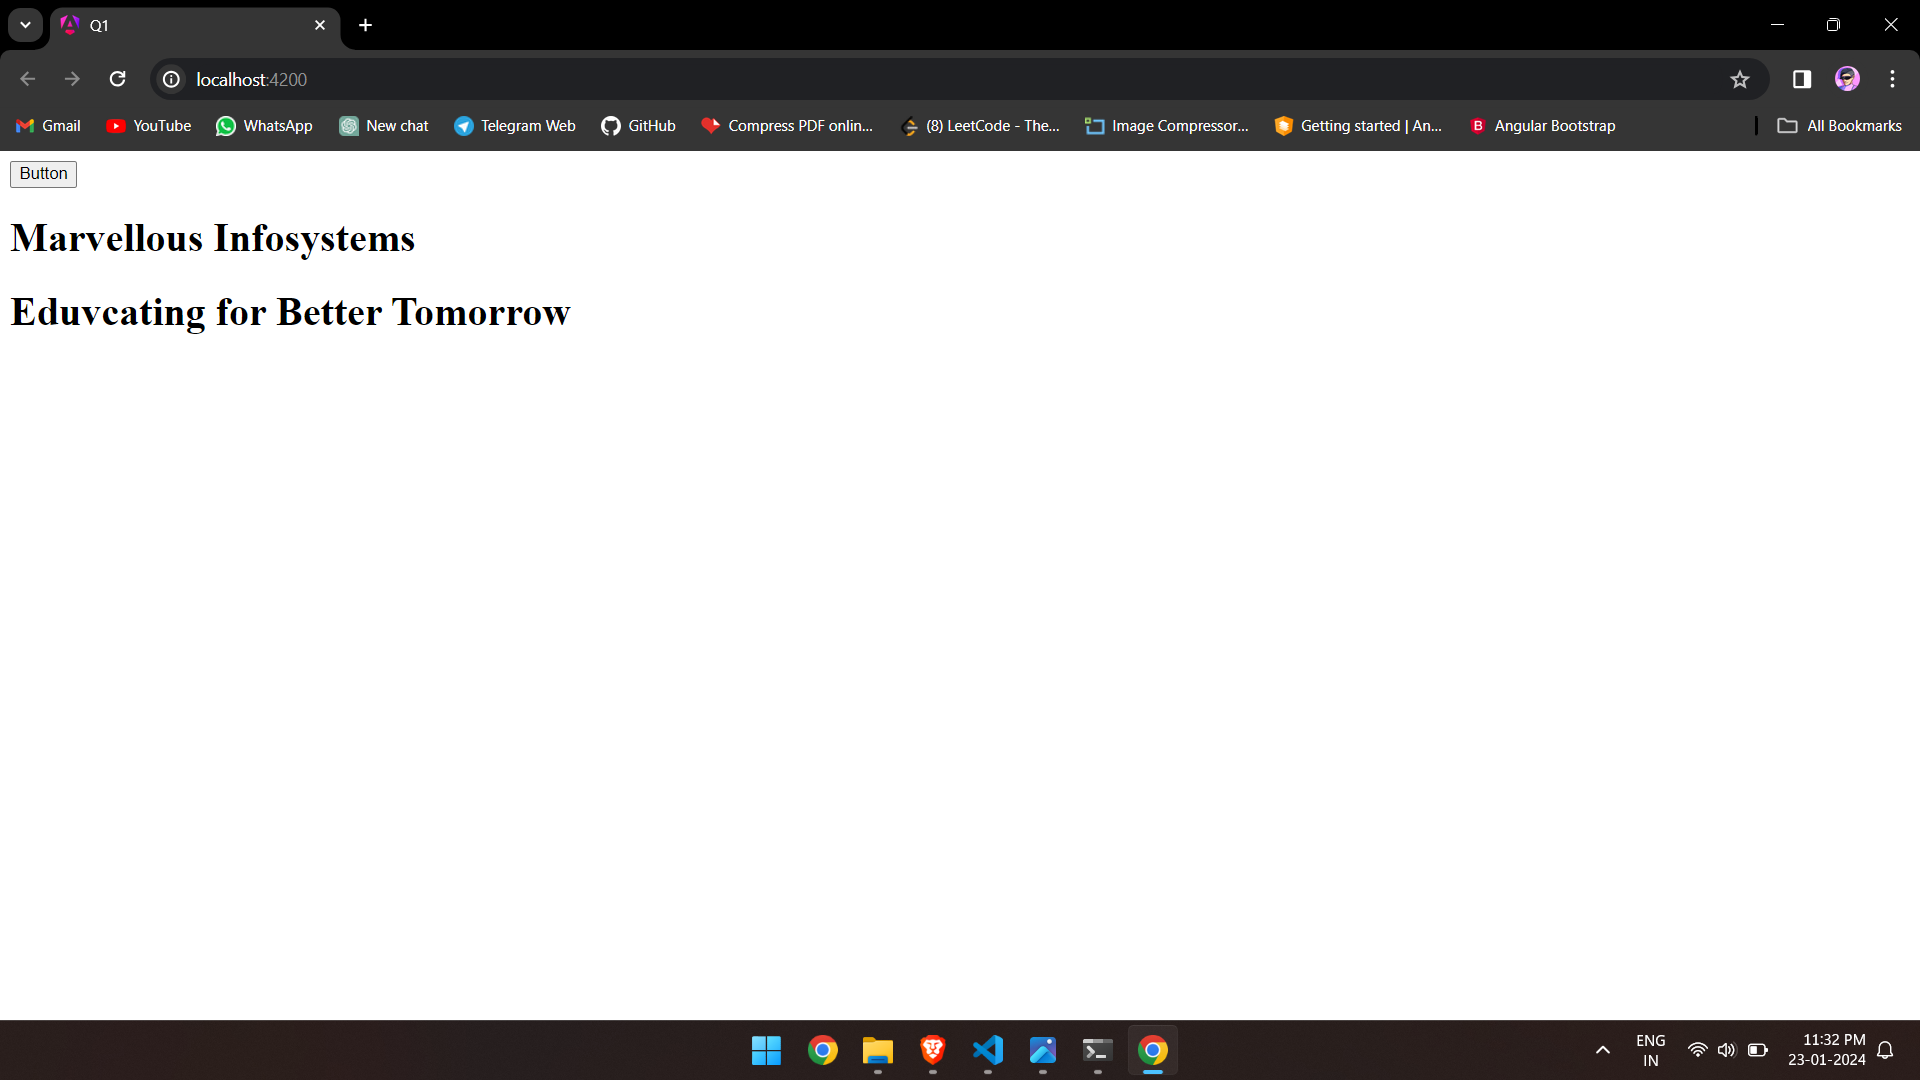 Q1
localhost:4200
Gmail YouTube WhatsApp New chat Telegram Web GitHub Compress PDF onlin... (8) LeetCode - The... Image Compressor... Getting started | An... Angular Bootstrap All Bookmarks
Button
Marvellous Infosystems
Eduvcating for Better Tomorrow
ENG 11:32 PM
IN 23-01-2024